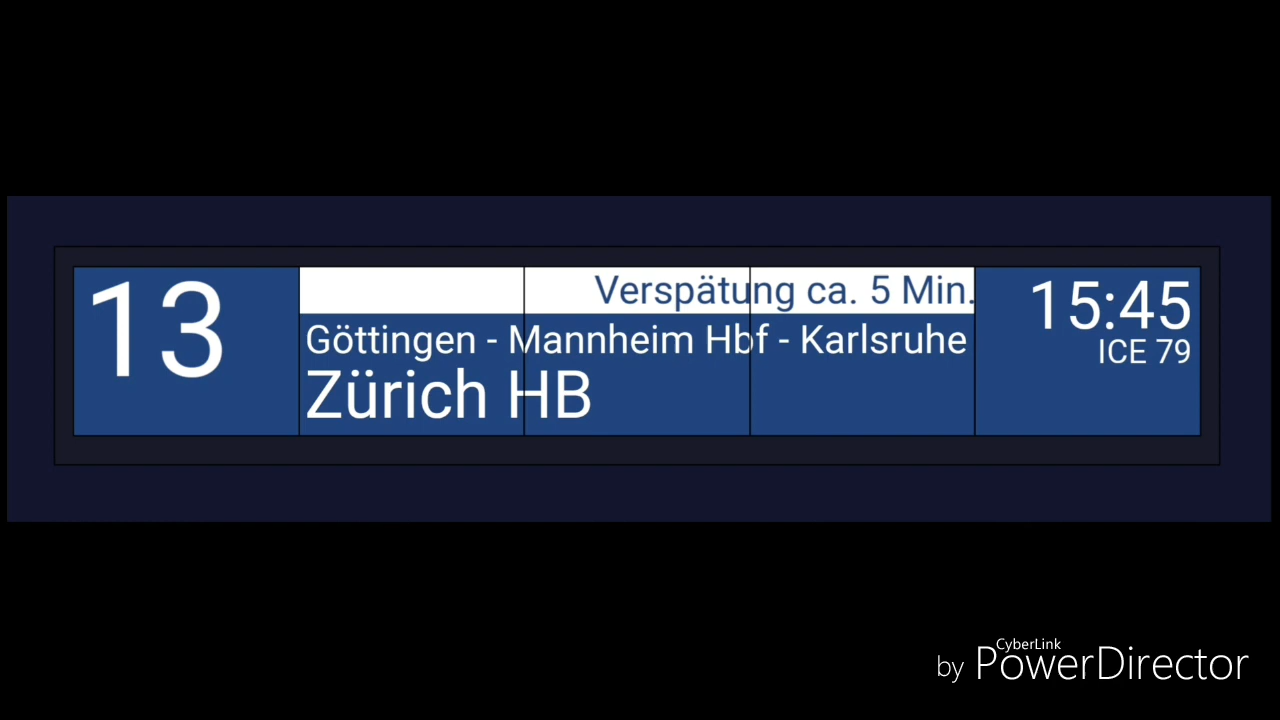 13
Verspätung ca. 5 Min.
Göttingen - Mannheim Hbf - Karlsruhe
Zürich HB
15:45
ICE 79
CyberLink
by PowerDirector